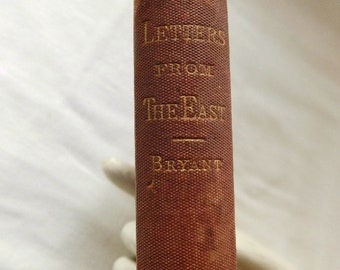 LETTERS
FROM
THE EAST
BRYANT